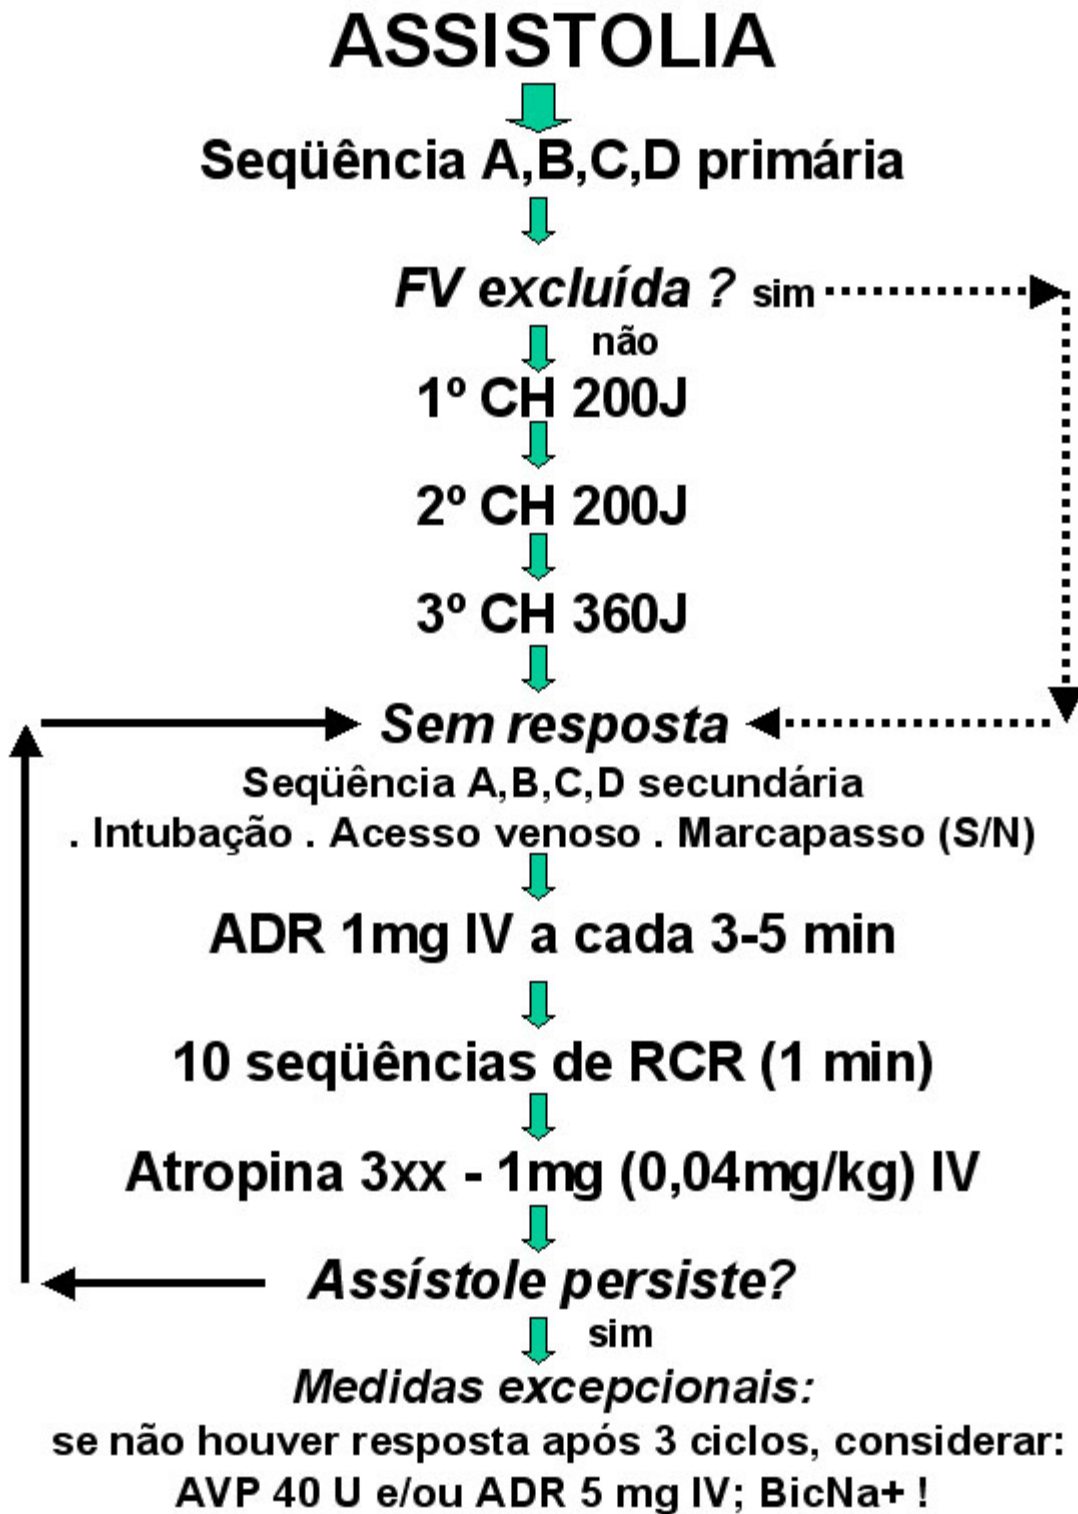 ASSISTOLIA
Seqüência A,B,C,D primária
FV excluída ? sim
não
1º CH 200J
2º CH 200J
3º CH 360J
Sem resposta
Seqüência A,B,C,D secundária
. Intubação . Acesso venoso . Marcapasso (S/N)
ADR 1mg IV a cada 3-5 min
10 seqüências de RCR (1 min)
Atropina 3xx - 1mg (0,04mg/kg) IV
Assístole persiste?
sim
Medidas excepcionais:
se não houver resposta após 3 ciclos, considerar:
AVP 40 U e/ou ADR 5 mg IV; BicNa+ !